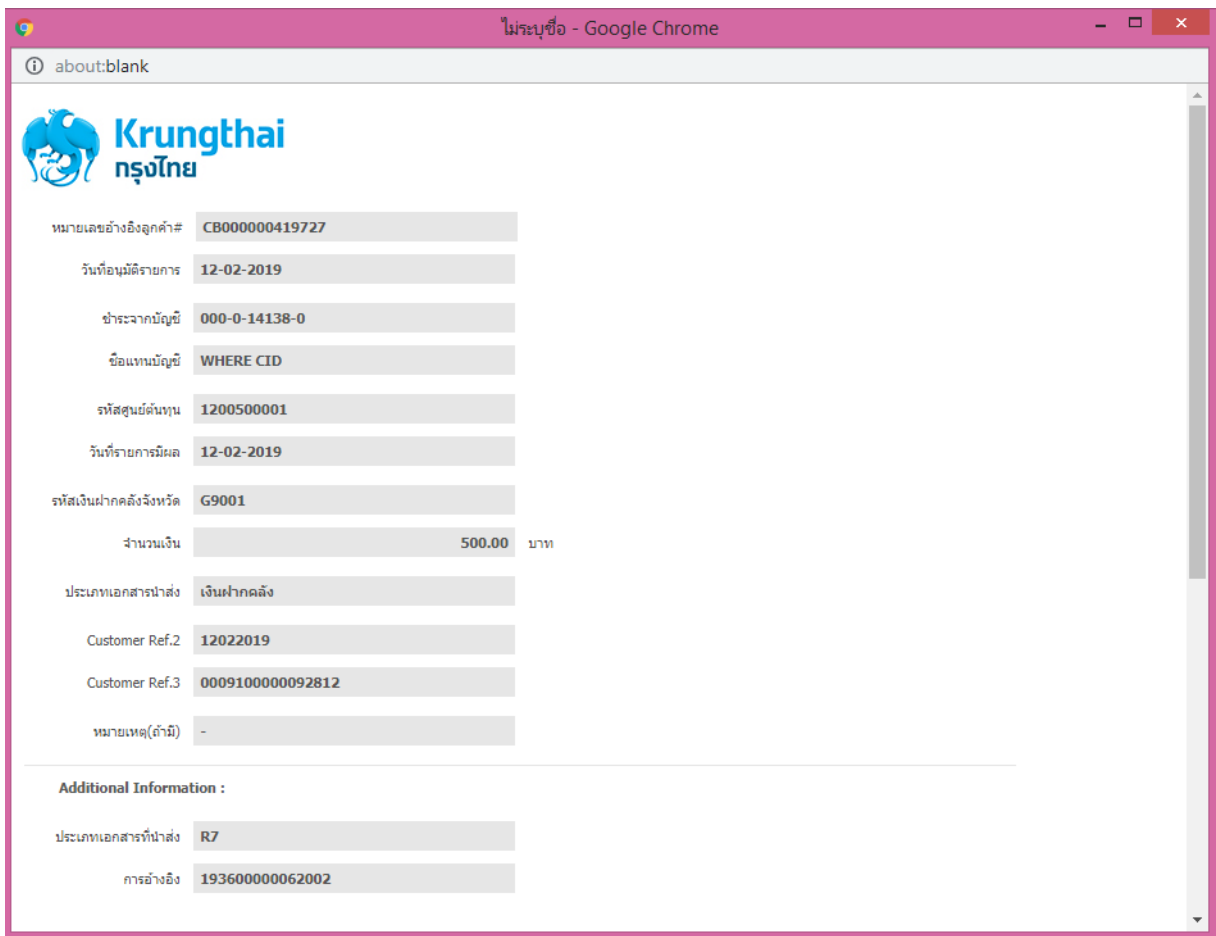 ไม่ระบุชื่อ - Google Chrome
about:blank
Krungthai
กรุงไทย
หมายเลขอ้างอิงลูกค้า# CB000000419727
วันที่อนุมัติรายการ 12-02-2019
ชำระจากบัญชี 000-0-14138-0
ชื่อแทนบัญชี WHERE CID
รหัสศูนย์ต้นทุน 1200500001
วันที่รายการมีผล 12-02-2019
รหัสเงินฝากคลังจังหวัด G9001
จำนวนเงิน 500.00 บาท
ประเภทเอกสารนำส่ง เงินฝากคลัง
Customer Ref.2 12022019
Customer Ref.3 0009100000092812
หมายเหตุ(ถ้ามี) -
Additional Information :
ประเภทเอกสารที่นำส่ง R7
การอ้างอิง 193600000062002